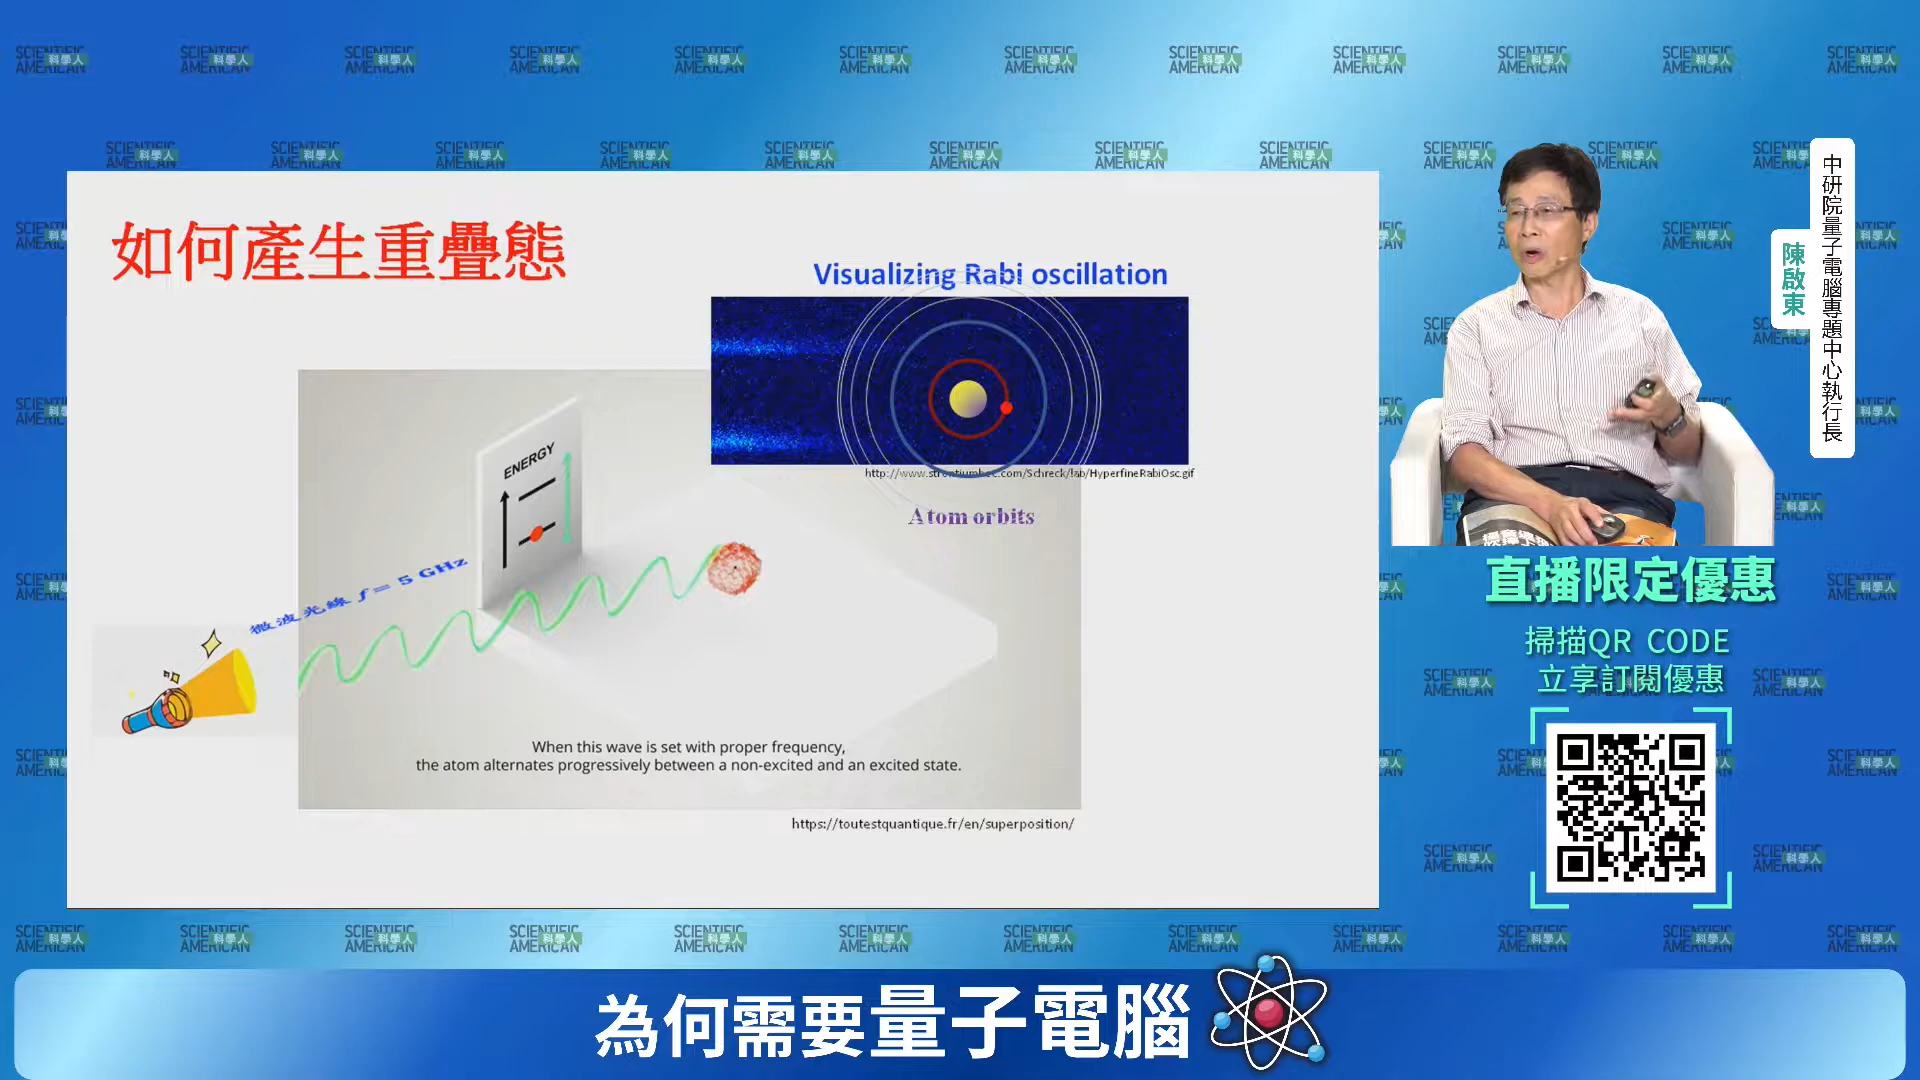 如何產生重疊態
Visualizing Rabi oscillation
Atom orbits
ENERGY
微波光線 f = 5 GHz
When this wave is set with proper frequency,
the atom alternates progressively between a non-excited and an excited state.
https://toutestquantique.fr/en/superposition/
中研院量子電腦專題中心執行長
陳啟東
直播限定優惠
掃描QR CODE
立享訂閱優惠
為何需要量子電腦
SCIENTIFIC
AMERICAN
科學人